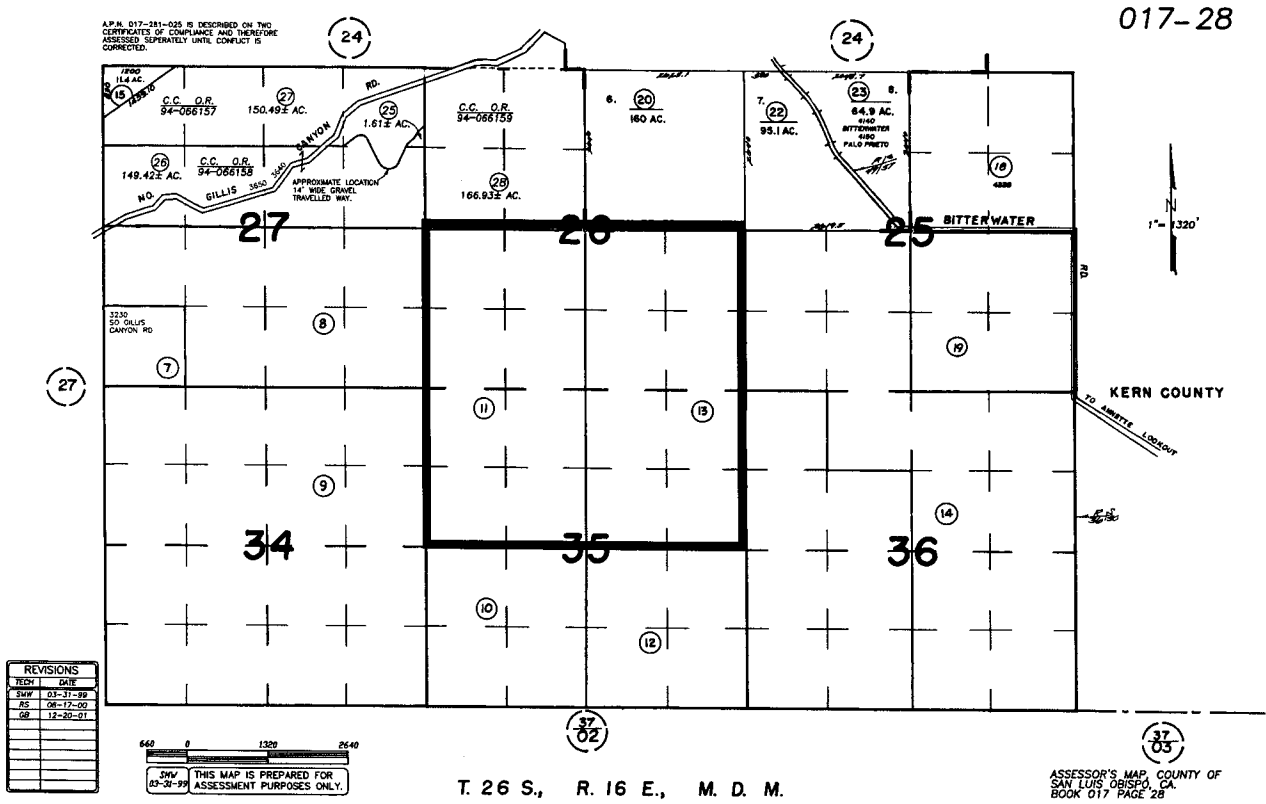 017-28
A.P.N. 017-281-025 IS DESCRIBED ON TWO
CERTIFICATES OF COMPLIANCE AND THEREFORE
ASSESSED SEPERATELY UNTIL CONFLICT IS
CORRECTED.
24
24
1200
11.4 AC.
15
C.C. O.R.
94-066157
27
150.49± AC.
RD.
25
1.61± AC.
C.C. O.R.
94-066159
6.
20
160 AC.
7.
22
95.1 AC.
23
8.
64.9 AC.
4140
BITTERWATER
4180
PALO PRIETO
18
26
149.42± AC.
C.C. O.R.
94-066158
NO. GILLIS CANYON
3650 3640
APPROXIMATE LOCATION
14' WIDE GRAVEL
TRAVELLED WAY.
28
166.93± AC.
N
1"= 1320'
27
26
25
BITTERWATER
RD.
3230
SO GILLIS
CANYON RD
8
7
19
27
11
13
KERN COUNTY
TO ANNETTE LOOKOUT
9
14
34
35
36
10
12
REVISIONS
TECH DATE
SMW 03-31-99
RS 08-17-00
GB 12-20-01
37
02
37
03
660 0 1320 2640
SMW
03-31-99
THIS MAP IS PREPARED FOR
ASSESSMENT PURPOSES ONLY.
T. 26 S., R. 16 E., M. D. M.
ASSESSOR'S MAP, COUNTY OF
SAN LUIS OBISPO, CA.
BOOK 017 PAGE 28